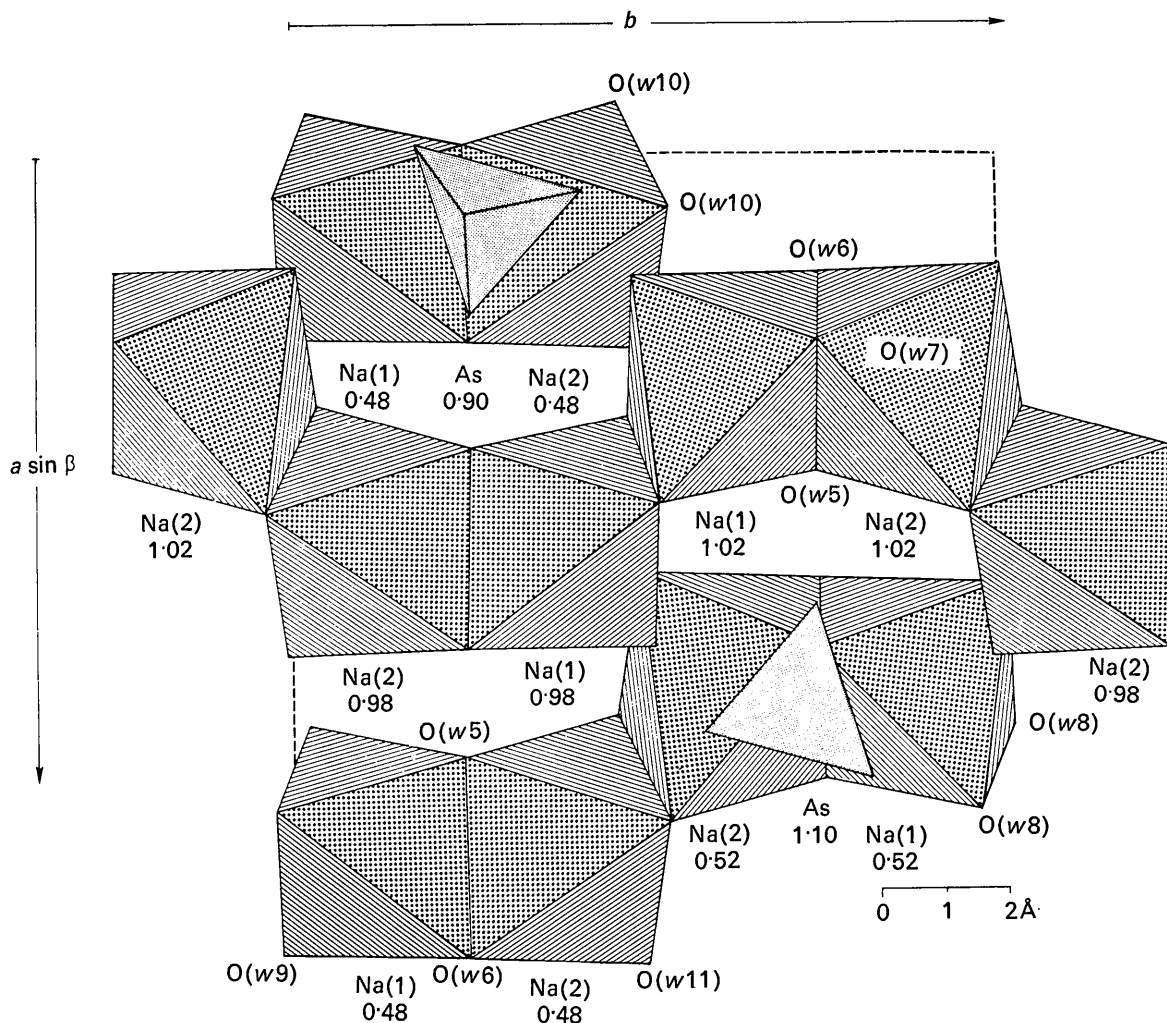 b
O(w10)
O(w10)
O(w6)
O(w7)
Na(1) As Na(2)
0·48 0·90 0·48
a sin β
O(w5)
Na(2)
1·02
Na(1) Na(2)
1·02 1·02
Na(2) Na(1)
0·98 0·98
Na(2)
0·98
O(w5)
O(w8)
Na(2) As Na(1)
0·52 1·10 0·52
O(w8)
0 1 2Å
O(w9) O(w6) O(w11)
Na(1) Na(2)
0·48 0·48